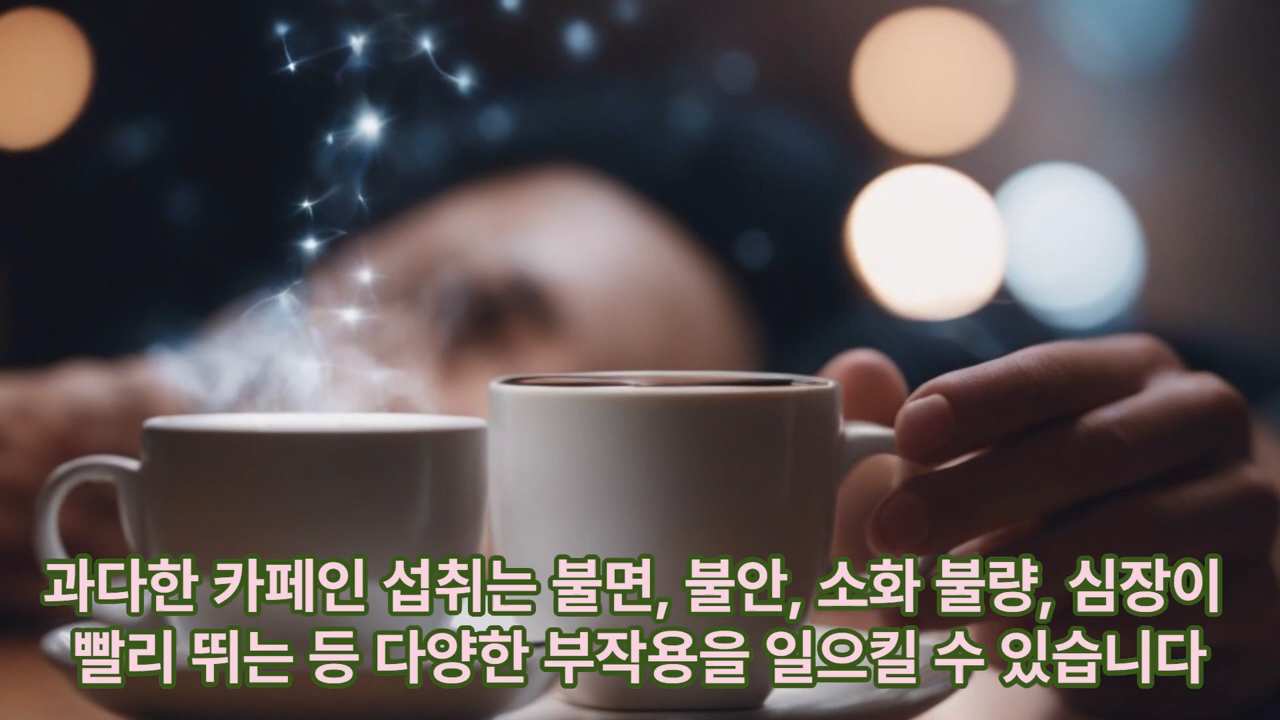 과다한 카페인 섭취는 불면, 불안, 소화 불량, 심장이
빨리 뛰는 등 다양한 부작용을 일으킬 수 있습니다